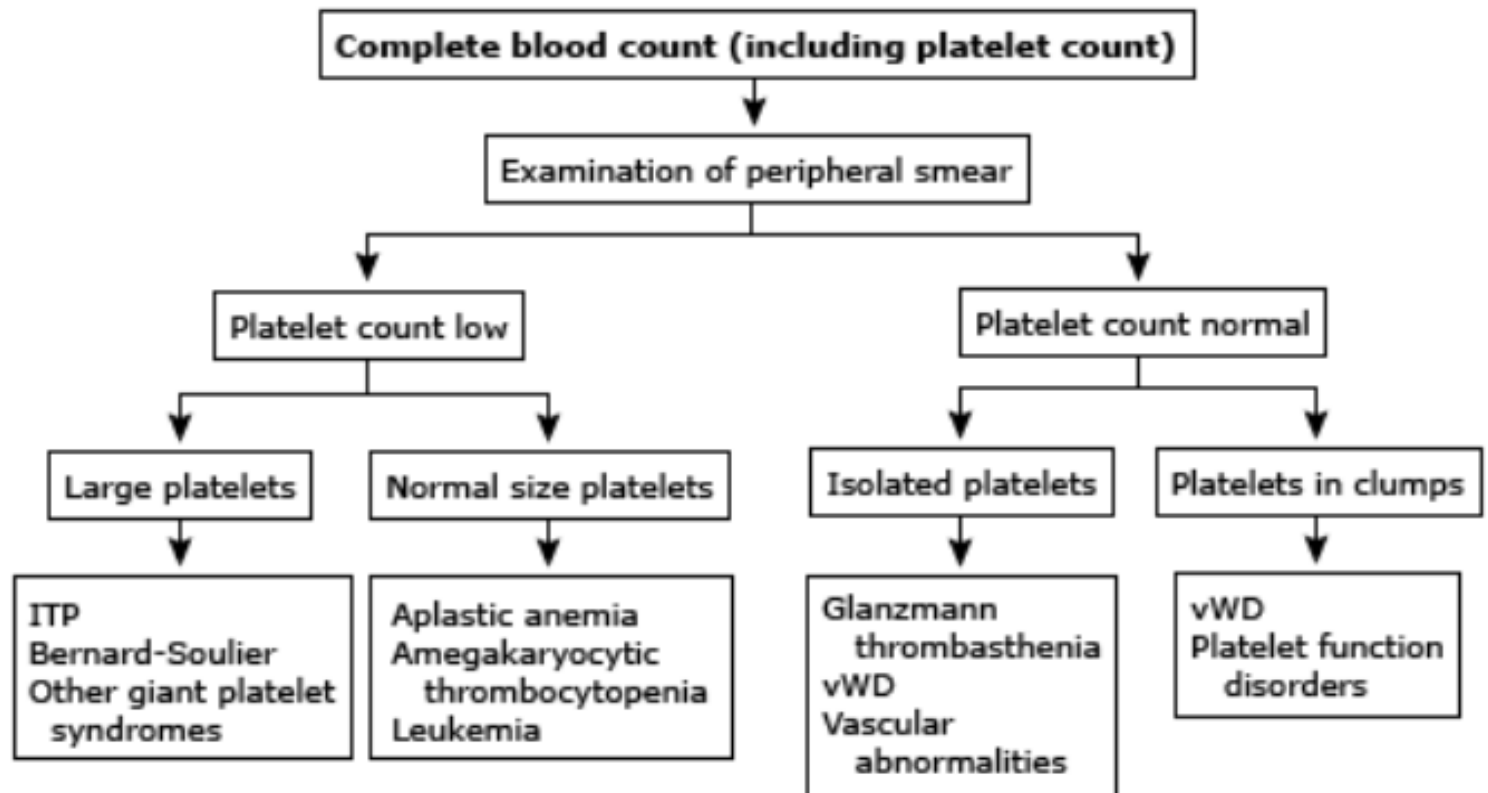 Complete blood count (including platelet count)
Examination of peripheral smear
Platelet count low
Platelet count normal
Large platelets
Normal size platelets
Isolated platelets
Platelets in clumps
ITP
Bernard-Soulier
Other giant platelet
syndromes
Aplastic anemia
Amegakaryocytic
thrombocytopenia
Leukemia
Glanzmann
thrombasthenia
vWD
Vascular
abnormalities
vWD
Platelet function
disorders